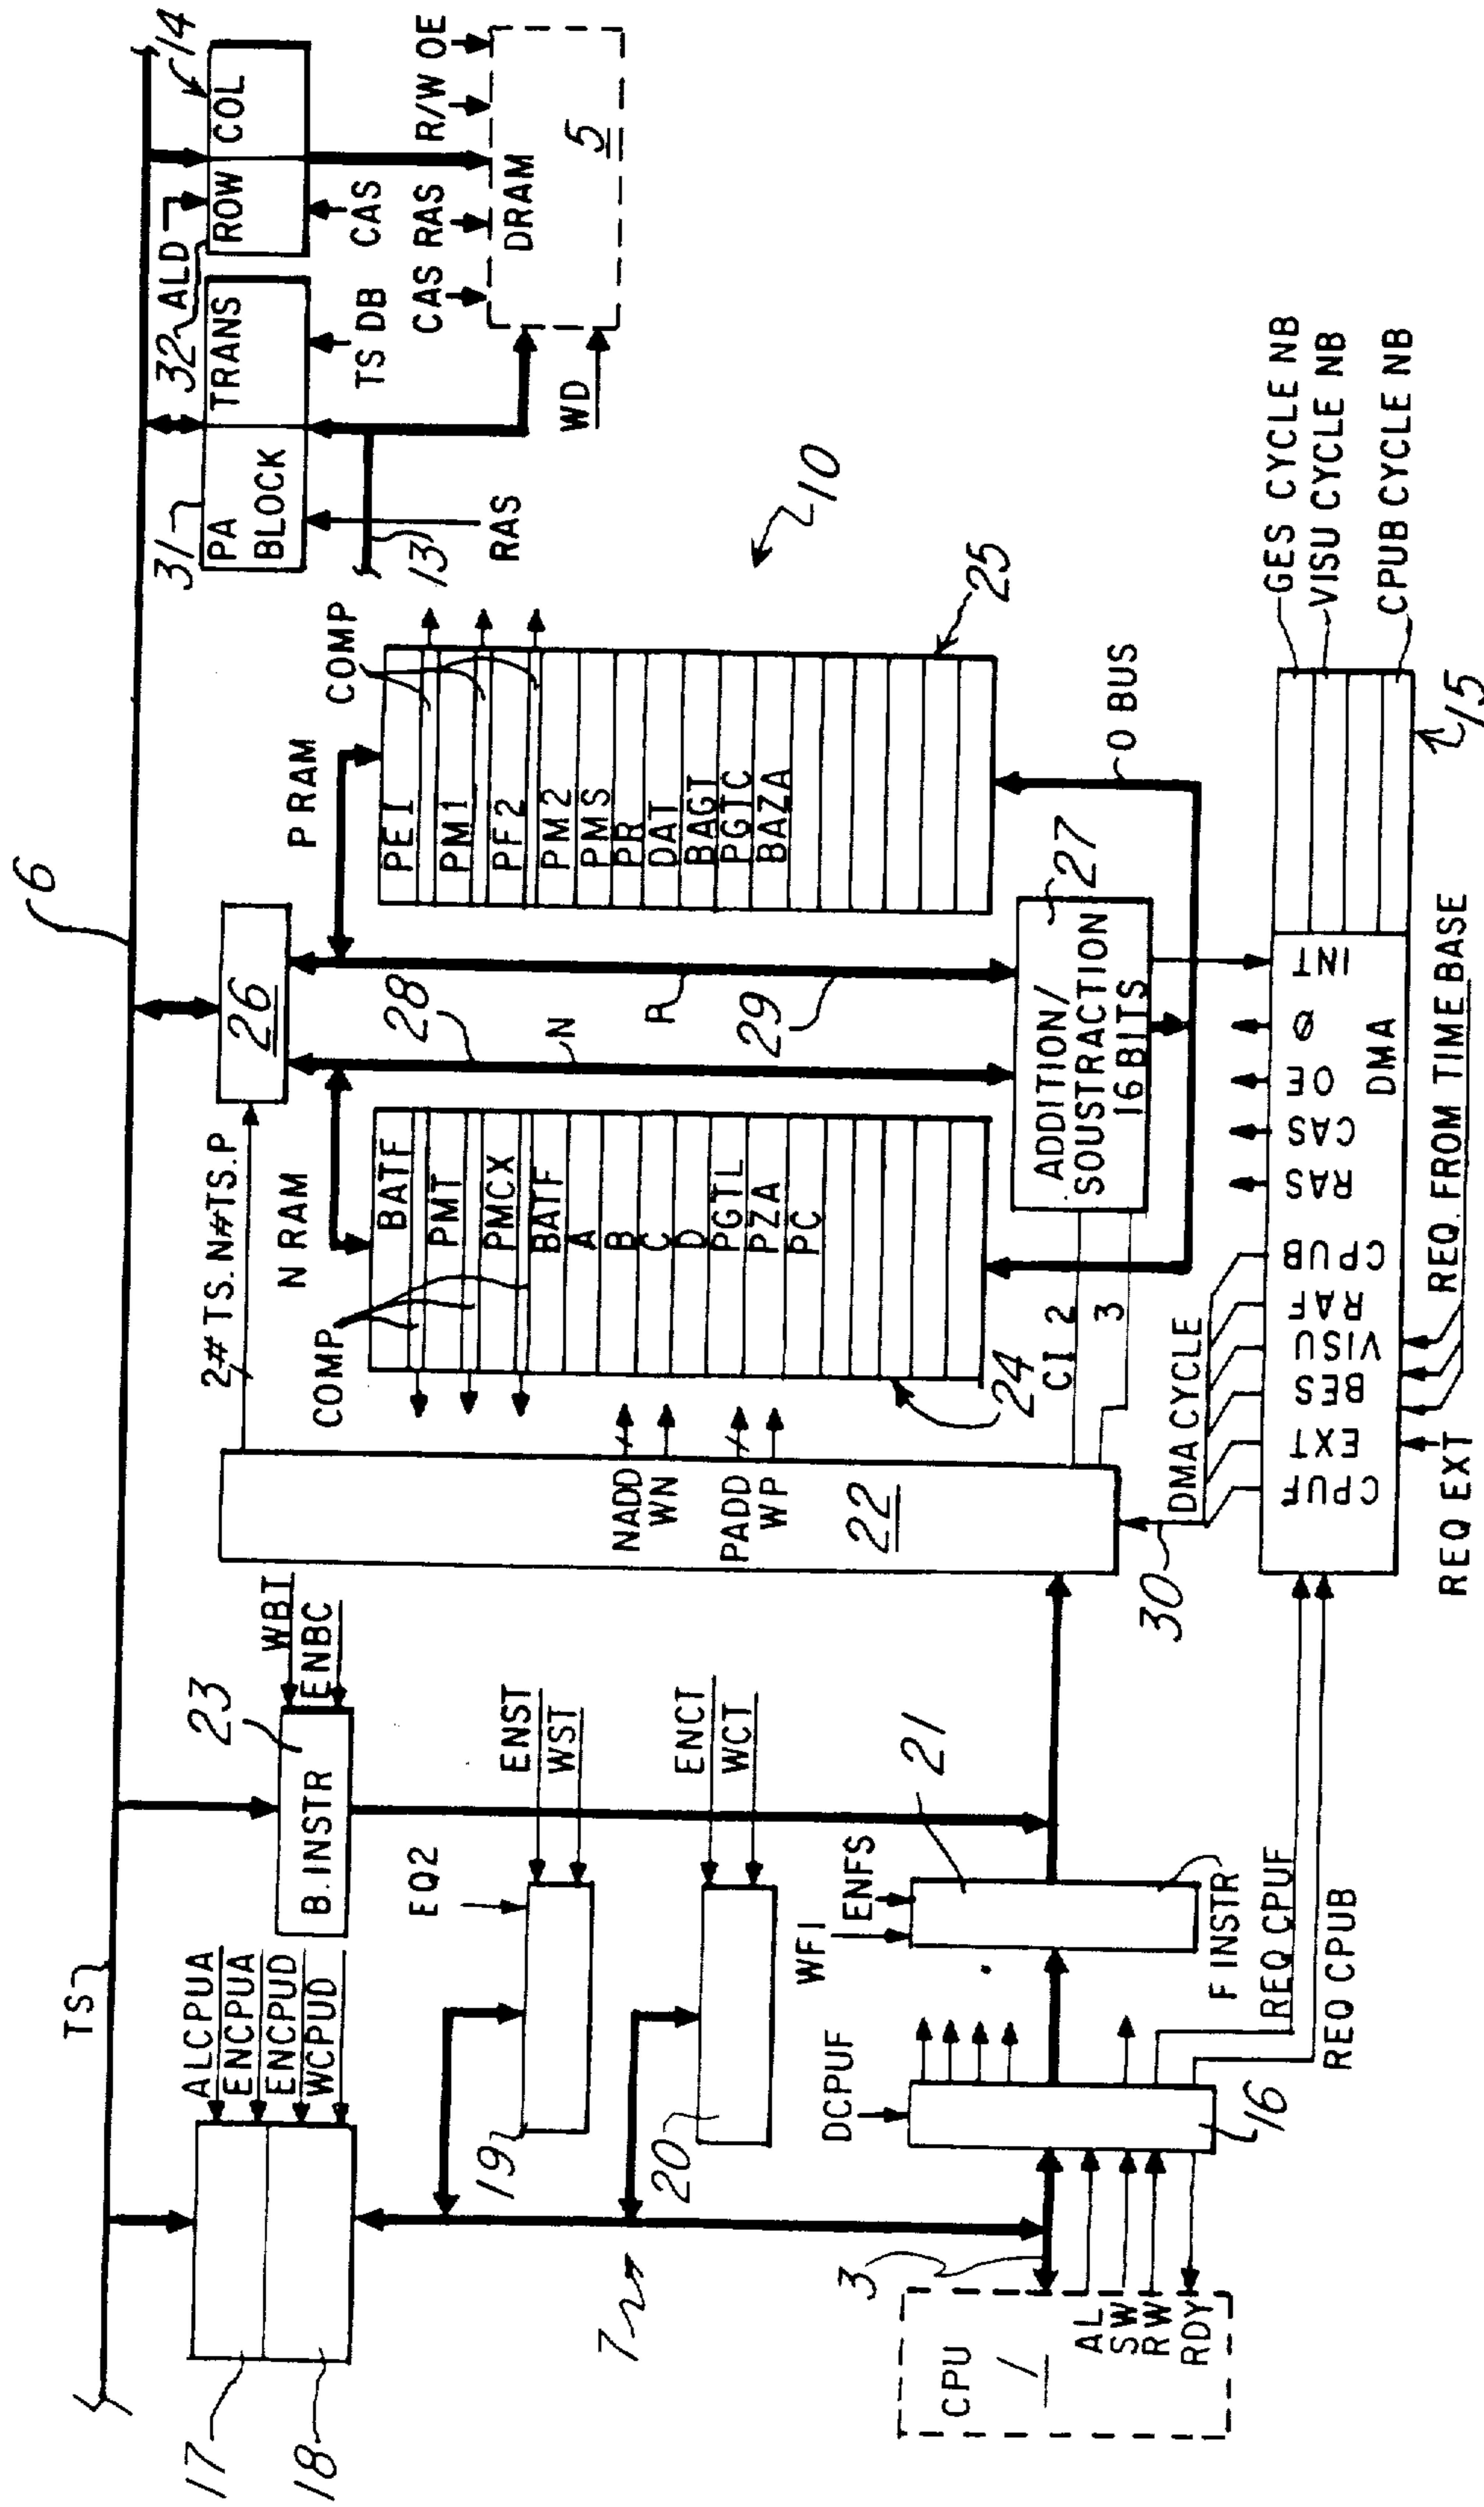 6
TS
14
32
ALD
ROW COL
TRANS
31
PA
BLOCK
CAS
TS DB
13
RAS
CAS RAS R/W OE
DRAM
5
WD
10
17
18
ALCPUA
ENCPUA
ENCPUD
WCPUD
23
WBI
ENBC
B.INSTR
EQ2
ENST
WST
19
ENCT
WCT
20
7
21
WFI
ENFS
F INSTR
DCPUF
16
REQ CPUF
REQ CPUB
3
CPU
1
AL
SW
RW
RDY
2#TS.N#TS.P
26
N RAM
COMP
BATF
PMT
PMCX
BATF
A
B
C
D
PGTL
PZA
PC
24
28
N
R
29
P RAM
COMP
PE1
PM1
PF2
PM2
PMS
PR
DAT
BAGT
PGTC
BAZA
25
NADD
WN
PADD
WP
22
CI 2
3
ADDITION/
SOUSTRACTION
16BITS
27
O BUS
30
DMA CYCLE
CPUF
EXT
BES
VISU
RAF
CPUB
RAS
CAS
OE
Ø
INT
DMA
GES CYCLE NB
VISU CYCLE NB
CPUB CYCLE NB
15
REQ EXT
REQ. FROM TIME BASE